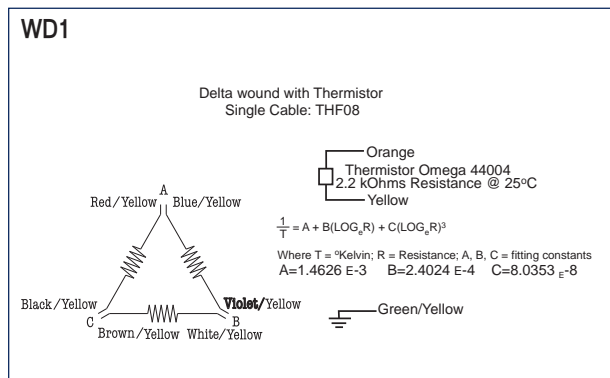 WD1
Delta wound with Thermistor
Single Cable: THF08
Orange
Thermistor Omega 44004
2.2 kOhms Resistance @ 25°C
Yellow
A
Red/Yellow Blue/Yellow
1/T = A + B(LOGₑR) + C(LOGₑR)³
Where T = °Kelvin; R = Resistance; A, B, C = fitting constants
A=1.4626 E-3 B=2.4024 E-4 C=8.0353 E-8
Black/Yellow Violet/Yellow
C B
Brown/Yellow White/Yellow
Green/Yellow